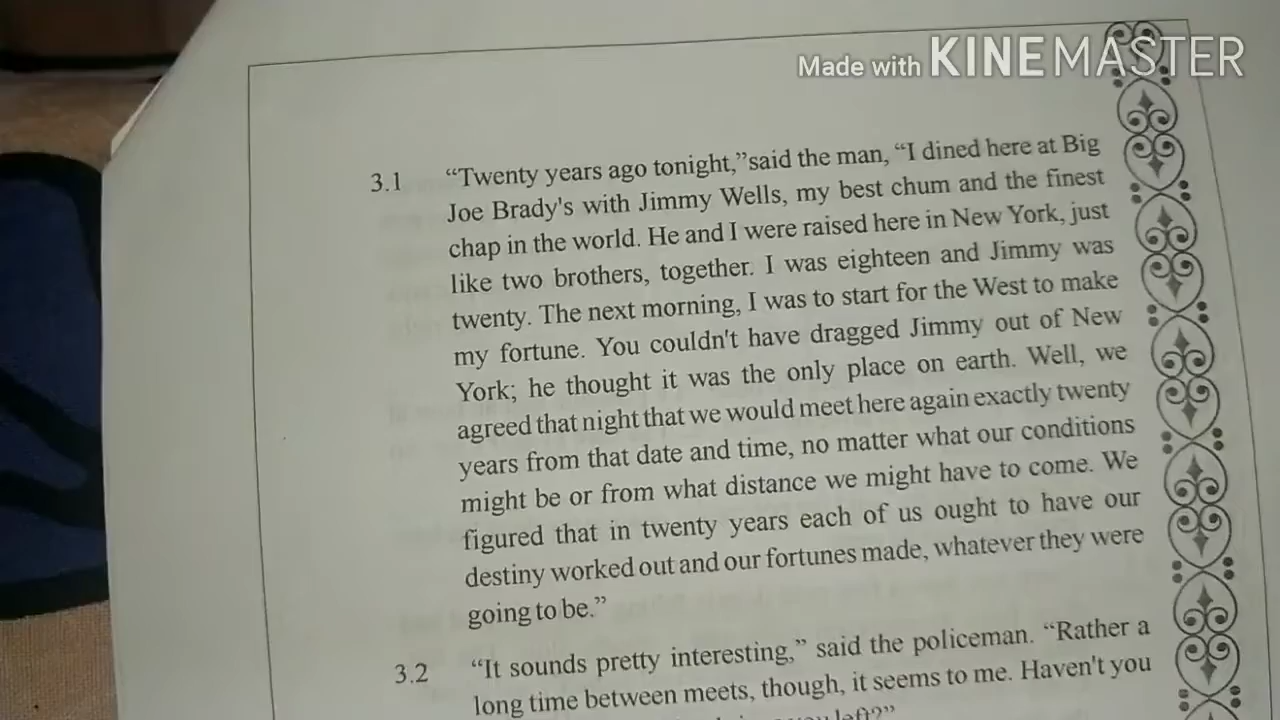 Made with KINEMASTER
3.1 “Twenty years ago tonight,”said the man, “I dined here at Big
Joe Brady's with Jimmy Wells, my best chum and the finest
chap in the world. He and I were raised here in New York, just
like two brothers, together. I was eighteen and Jimmy was
twenty. The next morning, I was to start for the West to make
my fortune. You couldn't have dragged Jimmy out of New
York; he thought it was the only place on earth. Well, we
agreed that night that we would meet here again exactly twenty
years from that date and time, no matter what our conditions
might be or from what distance we might have to come. We
figured that in twenty years each of us ought to have our
destiny worked out and our fortunes made, whatever they were
going to be.”
3.2 “It sounds pretty interesting,” said the policeman. “Rather a
long time between meets, though, it seems to me. Haven't you
you left?”